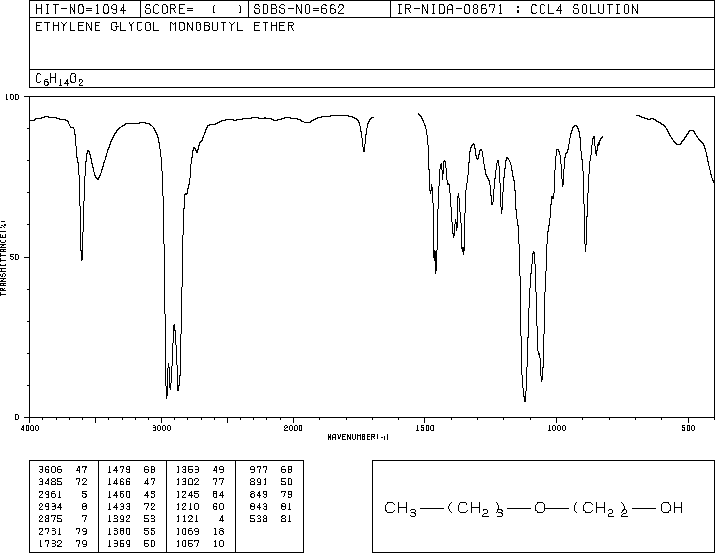 HIT-NO=1094 SCORE= ( ) SDBS-NO=662 IR-NIDA-08671 : CCL4 SOLUTION
ETHYLENE GLYCOL MONOBUTYL ETHER
C6H14O2
100
50
0
TRANSMITTANCE(%)
4000 3000 2000 1500 1000 500
WAVENUMBER(-1)
3606 47 1479 68 1353 49 977 68
3485 72 1466 47 1302 77 891 50
2961 5 1460 43 1245 64 849 79
2934 8 1433 72 1210 60 843 81
2875 7 1392 53 1121 4 538 81
2731 79 1380 55 1069 18
1732 79 1369 60 1057 10
CH3—(CH2)3—O—(CH2)2—OH